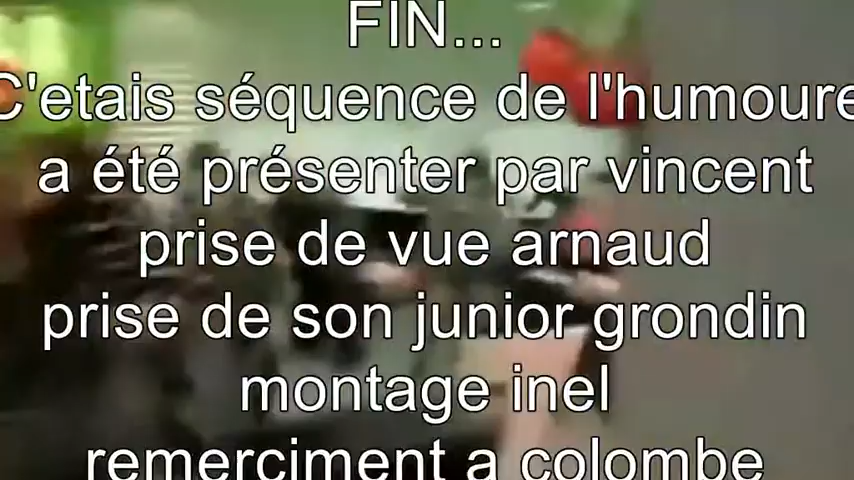 FIN...
C'etais séquence de l'humoure
a été présenter par vincent
prise de vue arnaud
prise de son junior grondin
montage inel
remerciment a colombe